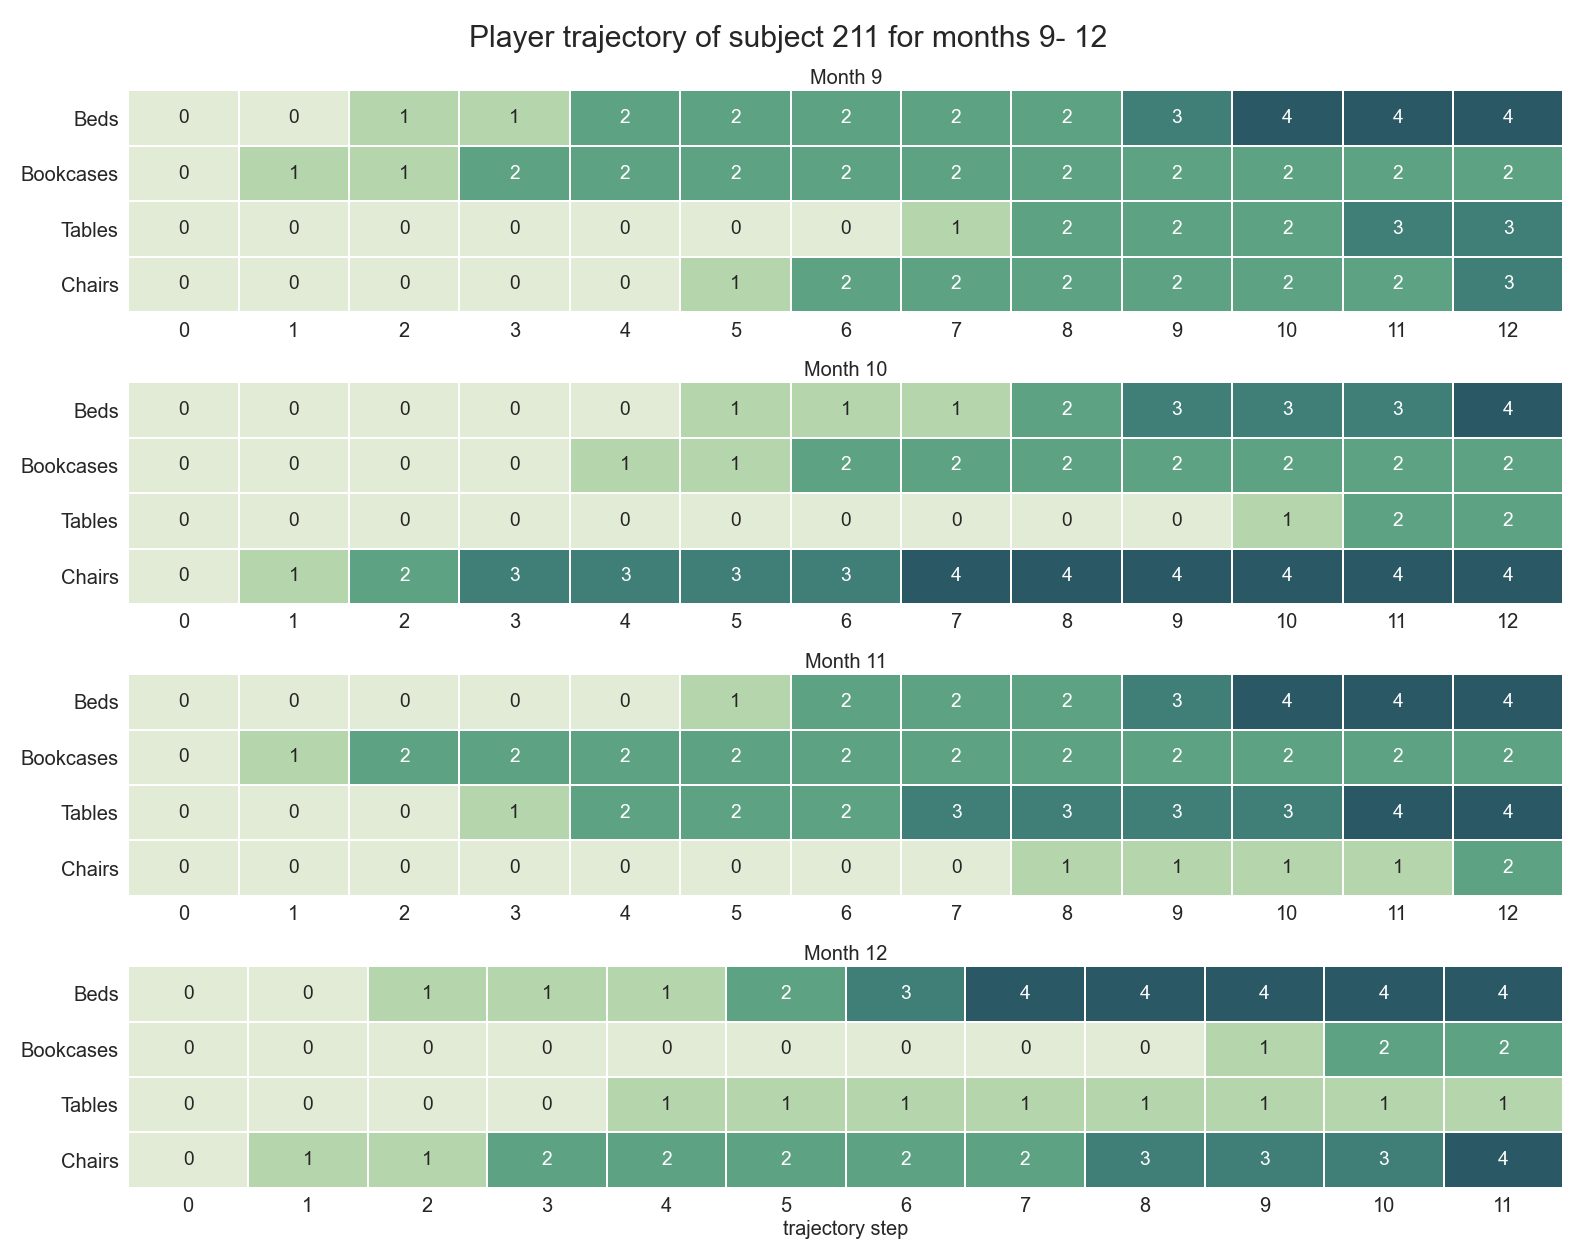 Player trajectory of subject 211 for months 9- 12
Month 9
Beds 0 0 1 1 2 2 2 2 2 3 4 4 4
Bookcases 0 1 1 2 2 2 2 2 2 2 2 2 2
Tables 0 0 0 0 0 0 0 1 2 2 2 3 3
Chairs 0 0 0 0 0 1 2 2 2 2 2 2 3
0 1 2 3 4 5 6 7 8 9 10 11 12
Month 10
Beds 0 0 0 0 0 1 1 1 2 3 3 3 4
Bookcases 0 0 0 0 1 1 2 2 2 2 2 2 2
Tables 0 0 0 0 0 0 0 0 0 0 1 2 2
Chairs 0 1 2 3 3 3 3 4 4 4 4 4 4
0 1 2 3 4 5 6 7 8 9 10 11 12
Month 11
Beds 0 0 0 0 0 1 2 2 2 3 4 4 4
Bookcases 0 1 2 2 2 2 2 2 2 2 2 2 2
Tables 0 0 0 1 2 2 2 3 3 3 3 4 4
Chairs 0 0 0 0 0 0 0 0 1 1 1 1 2
0 1 2 3 4 5 6 7 8 9 10 11 12
Month 12
Beds 0 0 1 1 1 2 3 4 4 4 4 4
Bookcases 0 0 0 0 0 0 0 0 0 1 2 2
Tables 0 0 0 0 1 1 1 1 1 1 1 1
Chairs 0 1 1 2 2 2 2 2 3 3 3 4
0 1 2 3 4 5 6 7 8 9 10 11
trajectory step